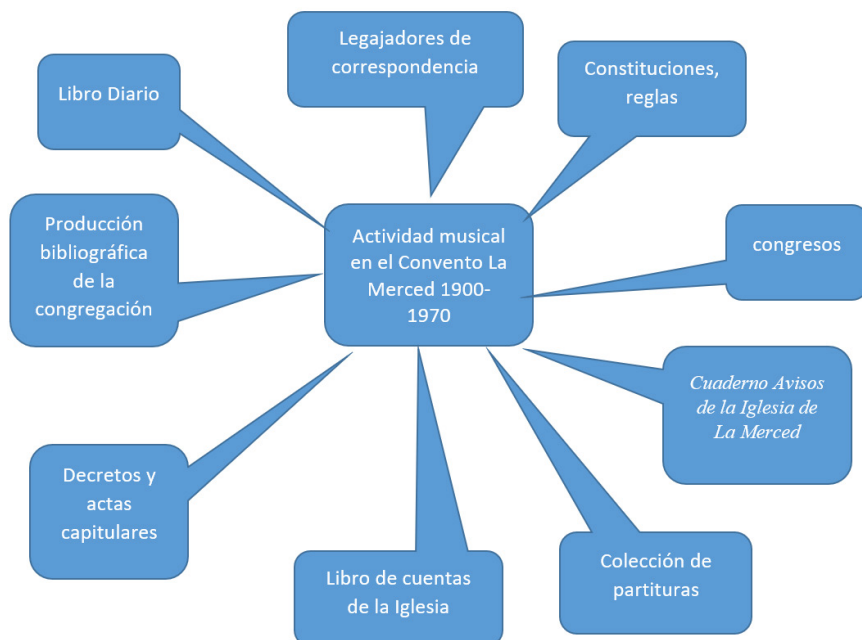 Legajadores de
correspondencia
Constituciones,
reglas
Libro Diario
Producción
bibliográfica
de la
congregación
Actividad musical
en el Convento La
Merced 1900-
1970
congresos
Cuaderno Avisos
de la Iglesia de
La Merced
Decretos y
actas
capitulares
Libro de cuentas
de la Iglesia
Colección de
partituras